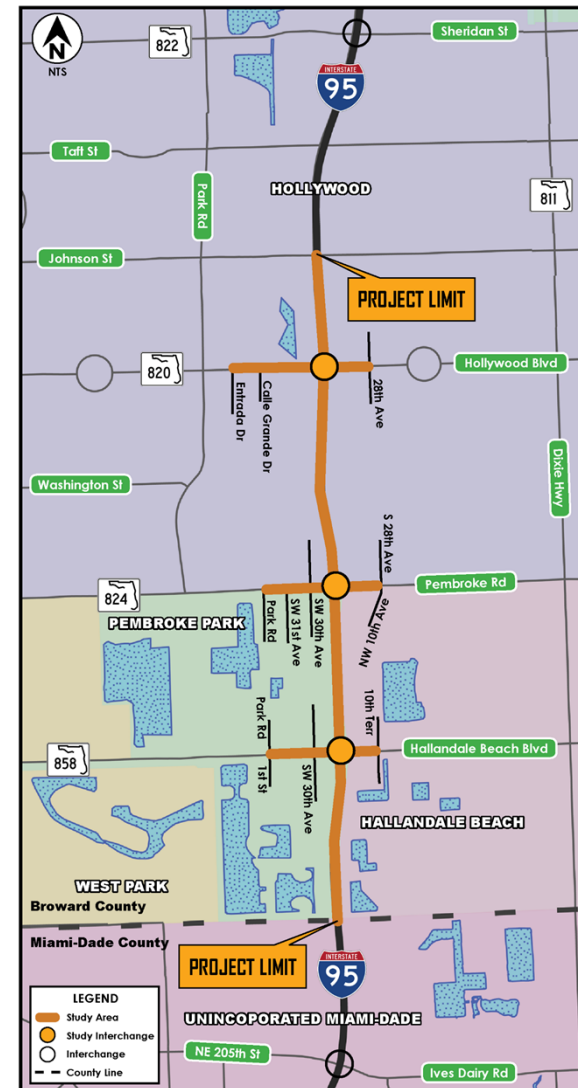 N
NTS
822
Sheridan St
INTERSTATE
95
Taft St
Park Rd
HOLLYWOOD
811
Johnson St
PROJECT LIMIT
820
Hollywood Blvd
Entrada Dr
Calle Grande Dr
28th Ave
Washington St
Dixie Hwy
S 28th Ave
Pembroke Rd
824
PEMBROKE PARK
Park Rd
SW 31st Ave
SW 30th Ave
NW 10th Ave
Park Rd
10th Terr
Hallandale Beach Blvd
858
1st St
SW 30th Ave
HALLANDALE BEACH
WEST PARK
Broward County
Miami-Dade County
PROJECT LIMIT
INTERSTATE
95
LEGEND
Study Area
Study Interchange
Interchange
County Line
UNINCOPORATED MIAMI-DADE
NE 205th St
Ives Dairy Rd